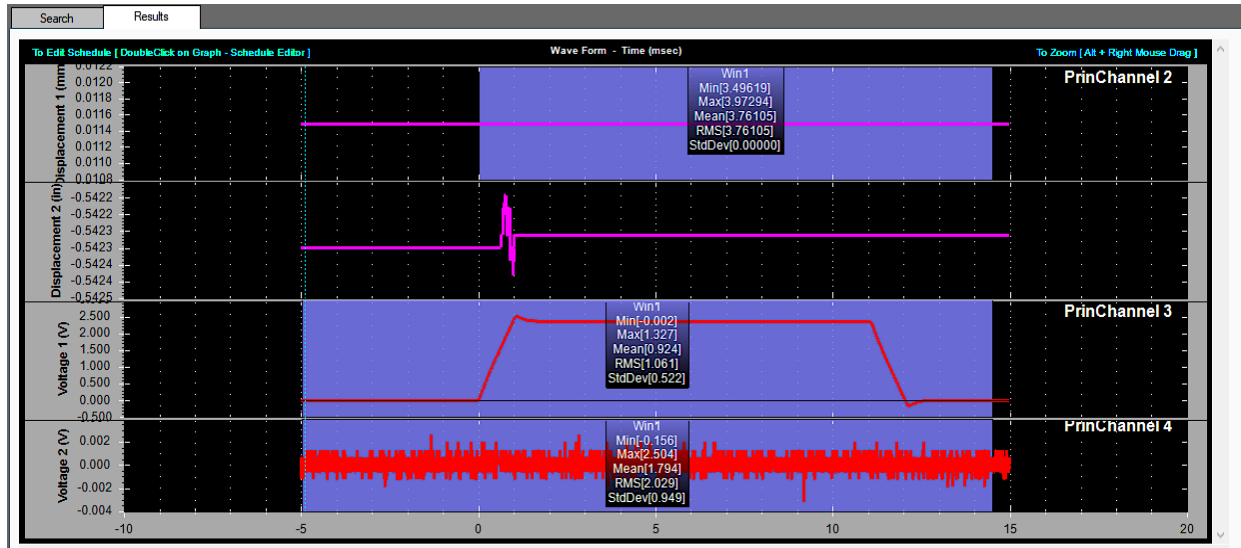 Search Results
To Edit Schedule [ DoubleClick on Graph - Schedule Editor ] Wave Form - Time (msec) To Zoom [ Alt + Right Mouse Drag ]
PrinChannel 2
Displacement 1 (mm
0.0122
0.0120
0.0118
0.0116
0.0114
0.0112
0.0110
0.0108
Win1
Min[3.49619]
Max[3.97294]
Mean[3.76105]
RMS[3.76105]
StdDev[0.00000]
Displacement 2 (in)
-0.5422
-0.5422
-0.5423
-0.5423
-0.5424
-0.5424
-0.5425
PrinChannel 3
Voltage 1 (V)
2.500
2.000
1.500
1.000
0.500
0.000
-0.500
Win1
Min[-0.002]
Max[1.327]
Mean[0.924]
RMS[1.061]
StdDev[0.522]
PrinChannel 4
Voltage 2 (V)
0.002
0.000
-0.002
-0.004
Win1
Min[-0.156]
Max[2.504]
Mean[1.794]
RMS[2.029]
StdDev[0.949]
-10 -5 0 5 10 15 20